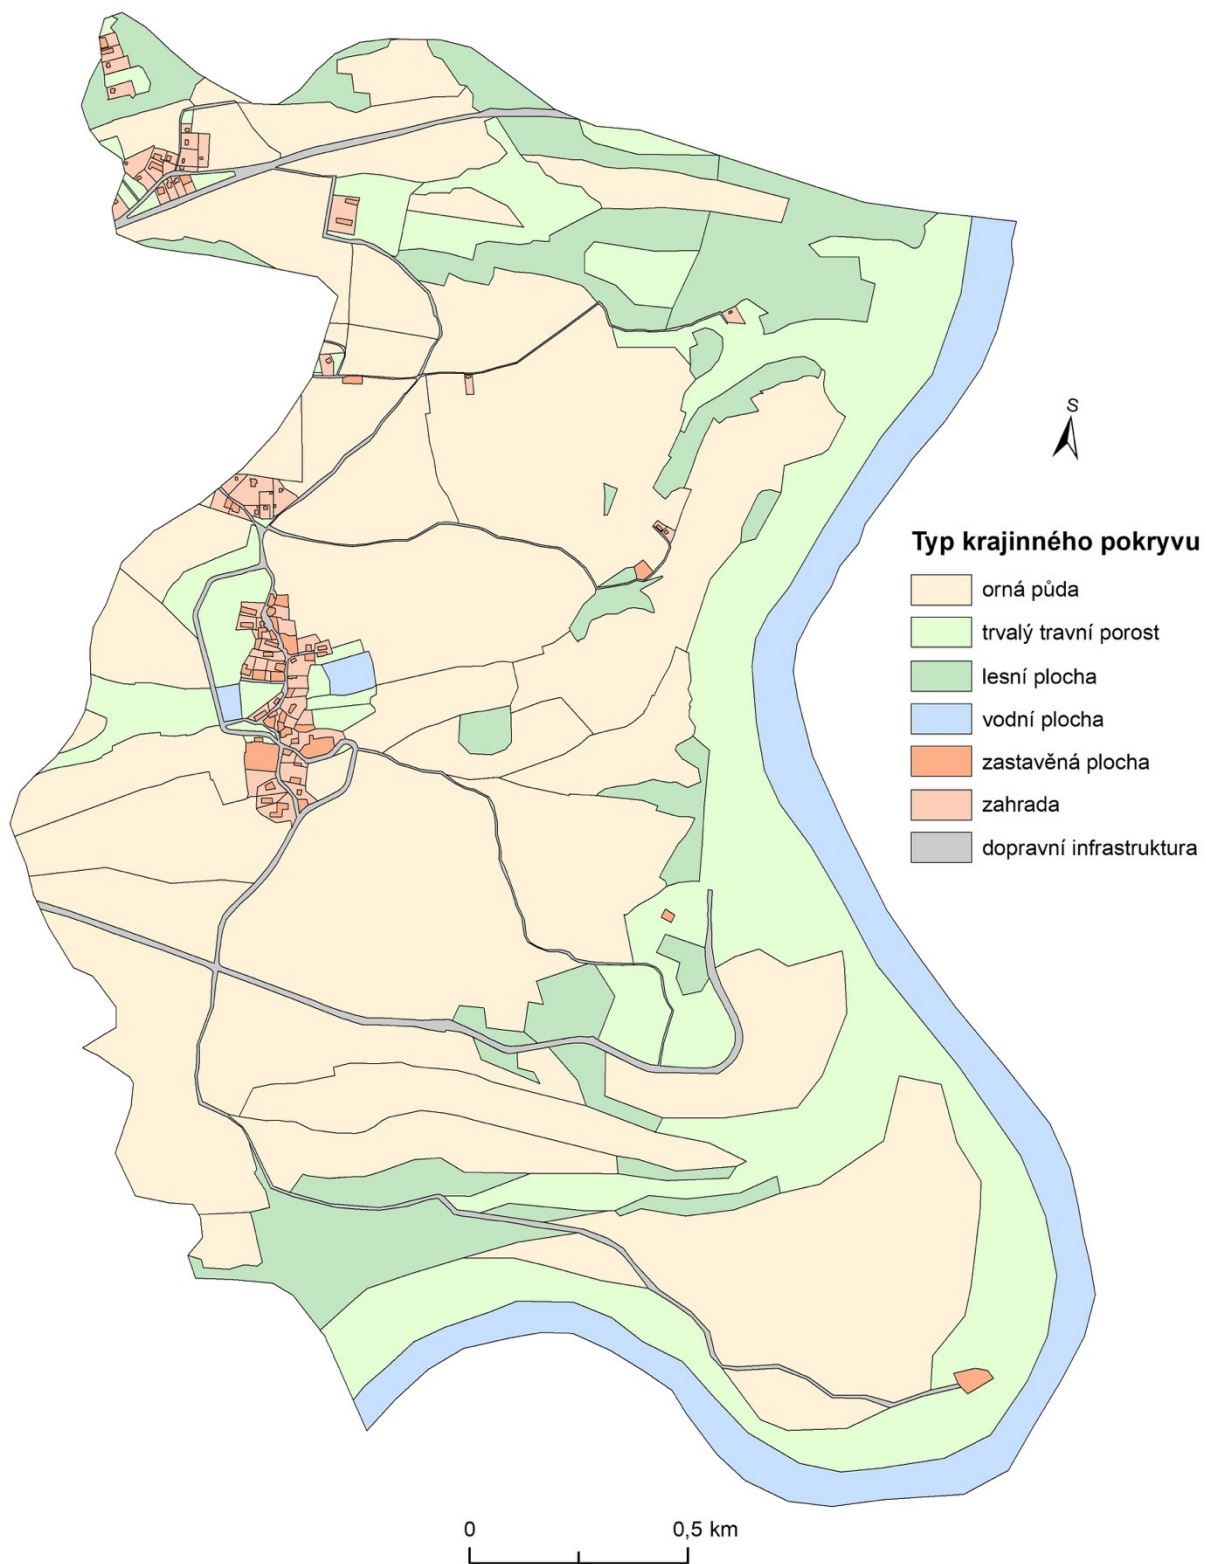 S
Typ krajinného pokryvu
orná půda
trvalý travní porost
lesní plocha
vodní plocha
zastavěná plocha
zahrada
dopravní infrastruktura
0 0,5 km